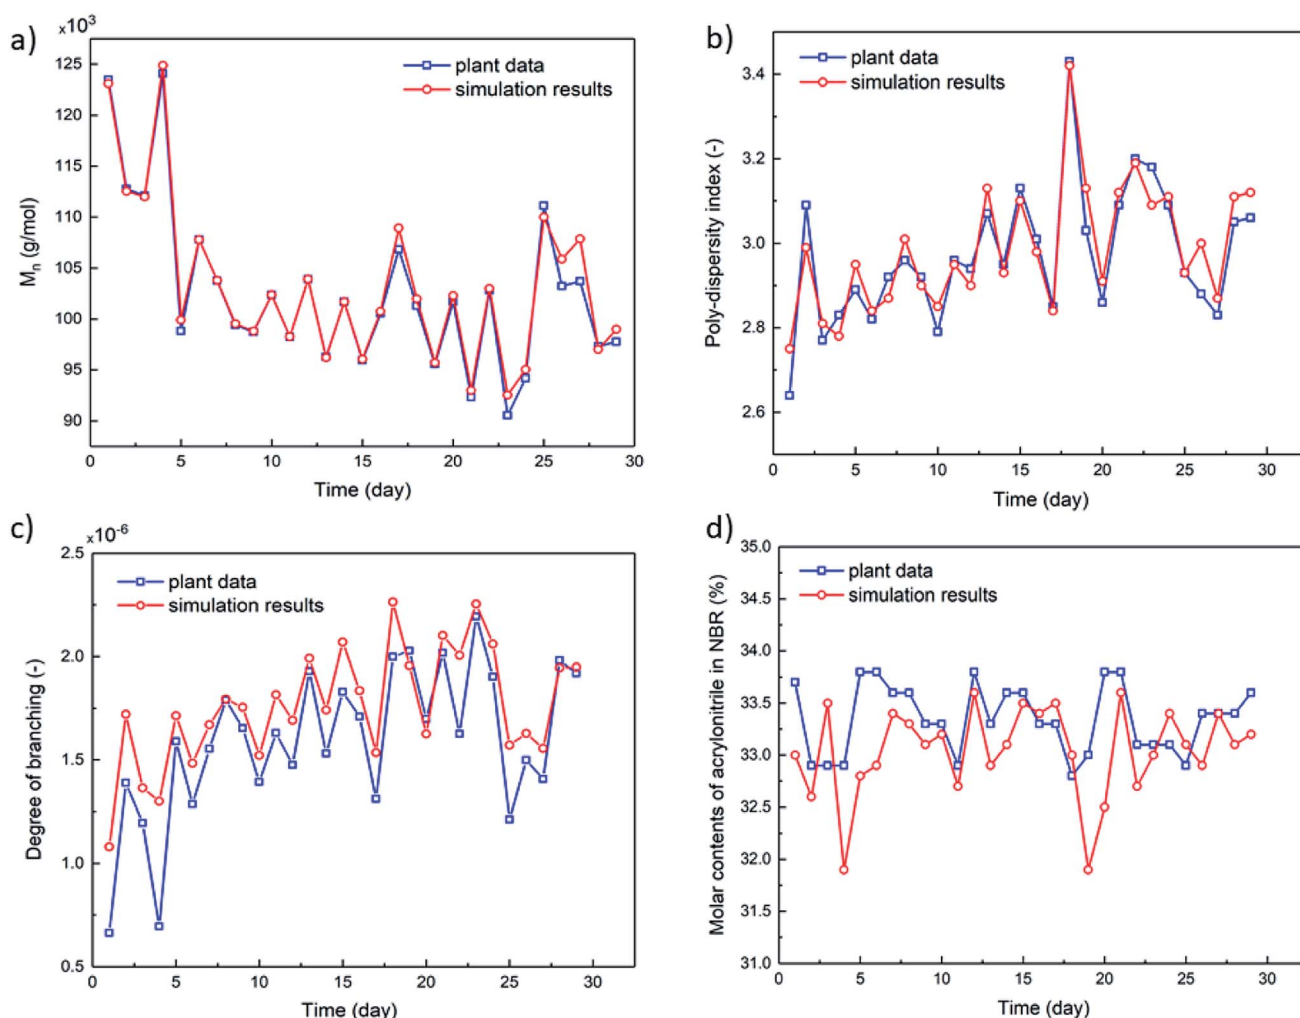 a)
×10³
125
120
115
110
105
100
95
90
Mn (g/mol)
plant data
simulation results
0 5 10 15 20 25 30
Time (day)
b)
3.4
3.2
3.0
2.8
2.6
Poly-dispersity index (-)
plant data
simulation results
0 5 10 15 20 25 30
Time (day)
c)
×10⁻⁶
2.5
2.0
1.5
1.0
0.5
Degree of branching (-)
plant data
simulation results
0 5 10 15 20 25 30
Time (day)
d)
35.0
34.5
34.0
33.5
33.0
32.5
32.0
31.5
31.0
Molar contents of acrylonitrile in NBR (%)
plant data
simulation results
0 5 10 15 20 25 30
Time (day)